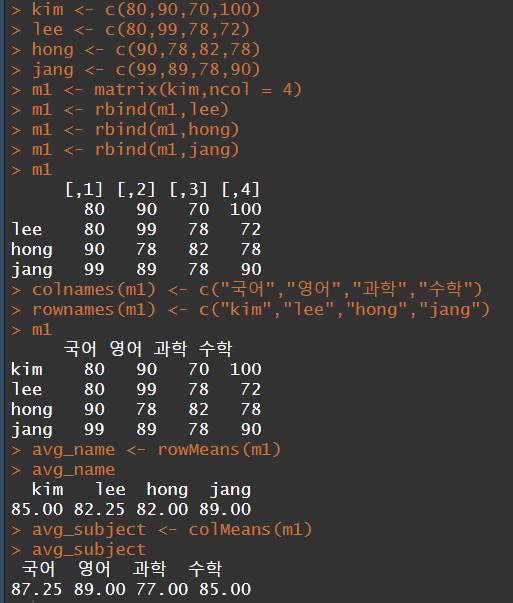 > kim <- c(80,90,70,100)
> lee <- c(80,99,78,72)
> hong <- c(90,78,82,78)
> jang <- c(99,89,78,90)
> m1 <- matrix(kim,ncol = 4)
> m1 <- rbind(m1,lee)
> m1 <- rbind(m1,hong)
> m1 <- rbind(m1,jang)
> m1
     [,1] [,2] [,3] [,4]
       80   90   70  100
lee    80   99   78   72
hong   90   78   82   78
jang   99   89   78   90
> colnames(m1) <- c("국어","영어","과학","수학")
> rownames(m1) <- c("kim","lee","hong","jang")
> m1
     국어 영어 과학 수학
kim    80   90   70  100
lee    80   99   78   72
hong   90   78   82   78
jang   99   89   78   90
> avg_name <- rowMeans(m1)
> avg_name
  kim   lee  hong  jang
85.00 82.25 82.00 89.00
> avg_subject <- colMeans(m1)
> avg_subject
 국어  영어  과학  수학
87.25 89.00 77.00 85.00